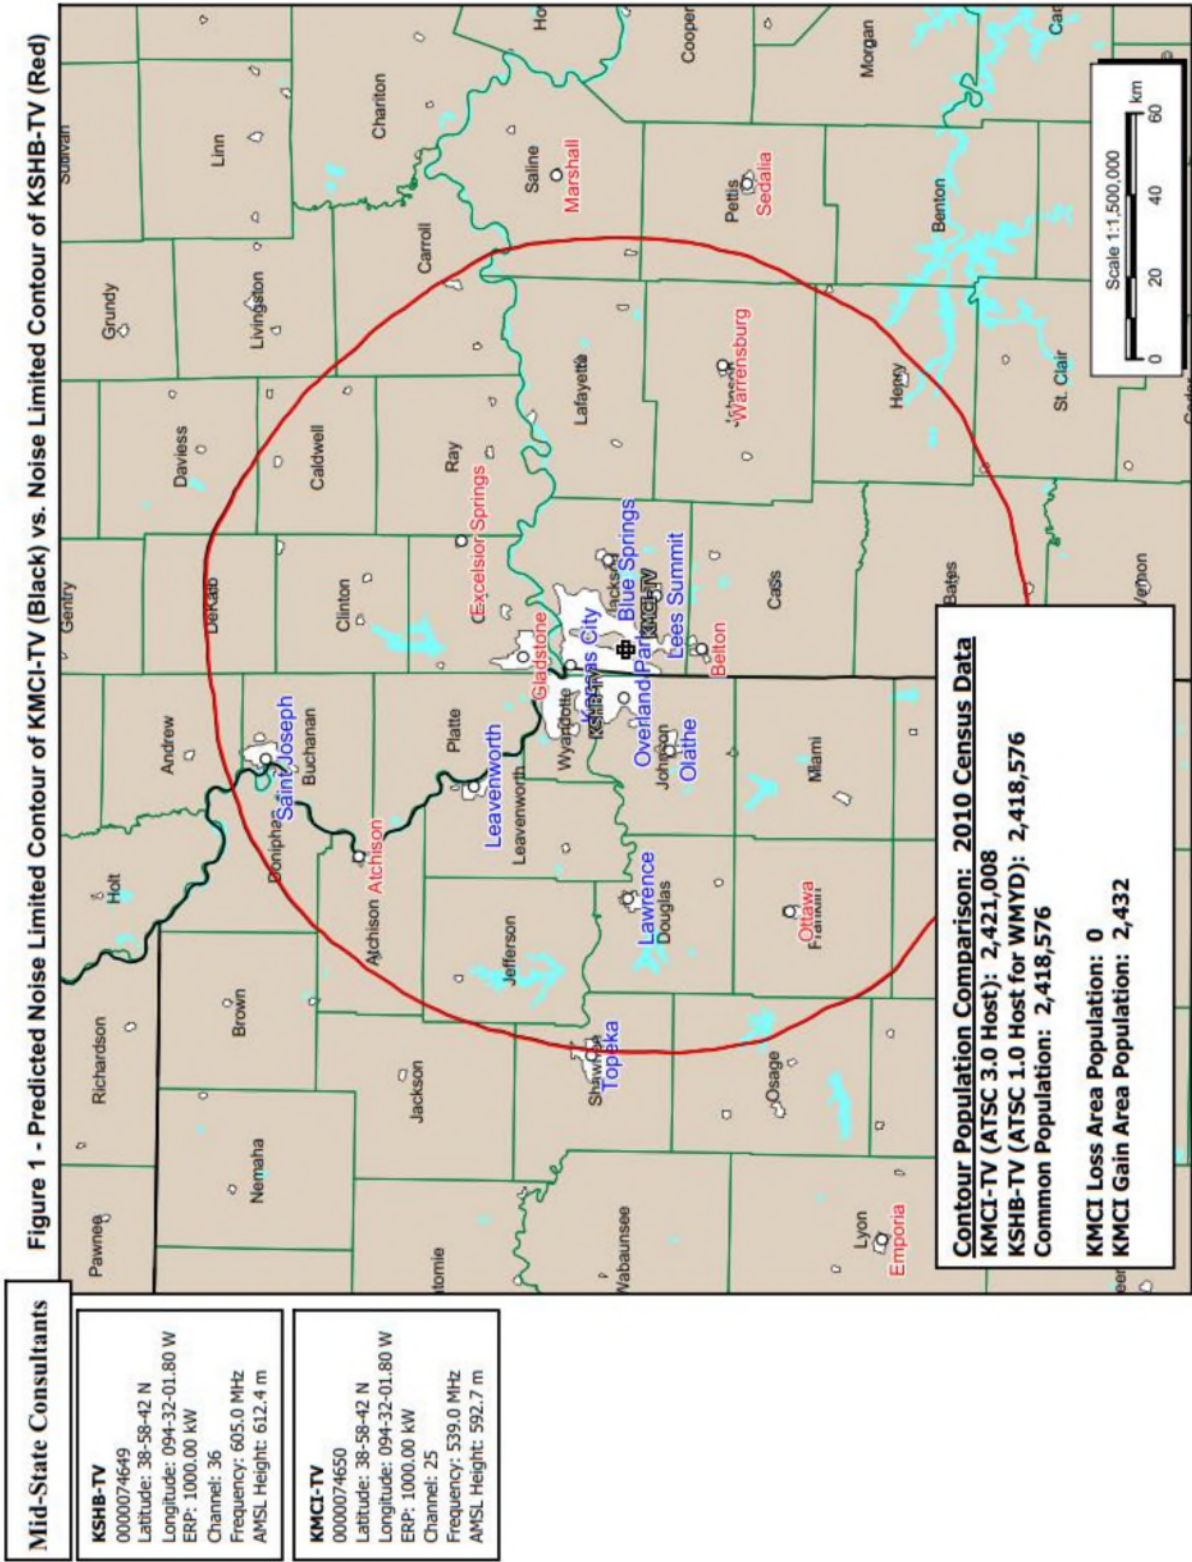 Figure 1 - Predicted Noise Limited Contour of KMCI-TV (Black) vs. Noise Limited Contour of KSHB-TV (Red)
Mid-State Consultants
KSHB-TV
0000074649
Latitude: 38-58-42 N
Longitude: 094-32-01.80 W
ERP: 1000.00 kW
Channel: 36
Frequency: 605.0 MHz
AMSL Height: 612.4 m
KMCI-TV
0000074650
Latitude: 38-58-42 N
Longitude: 094-32-01.80 W
ERP: 1000.00 kW
Channel: 25
Frequency: 539.0 MHz
AMSL Height: 592.7 m
Pawnee
Richardson
Holt
Gentry
Grundy
Sullivan
Andrew
DeKalb
Daviess
Livingston
Linn
Nemaha
Brown
Doniphan
Saint Joseph
Buchanan
Clinton
Caldwell
Chariton
Jackson
Atchison
Atchison
Platte
Ray
Carroll
Excelsior Springs
Jefferson
Leavenworth
Leavenworth
Gladstone
Saline
Marshall
Wyandotte
Kansas City
KSHB-TV
Lafayette
Shawnee
Topeka
Lawrence
Douglas
Overland Park
Johnson
Olathe
Jackson
Blue Springs
KMCI-TV
Lees Summit
Belton
Warrensburg
Pettis
Sedalia
Cooper
Wabaunsee
Osage
Ottawa
Miami
Cass
Henry
Benton
Morgan
Lyon
Emporia
Bates
St. Clair
Vernon
Scale 1:1,500,000
0 20 40 60 km
Contour Population Comparison: 2010 Census Data
KMCI-TV (ATSC 3.0 Host): 2,421,008
KSHB-TV (ATSC 1.0 Host for WMYD): 2,418,576
Common Population: 2,418,576
KMCI Loss Area Population: 0
KMCI Gain Area Population: 2,432